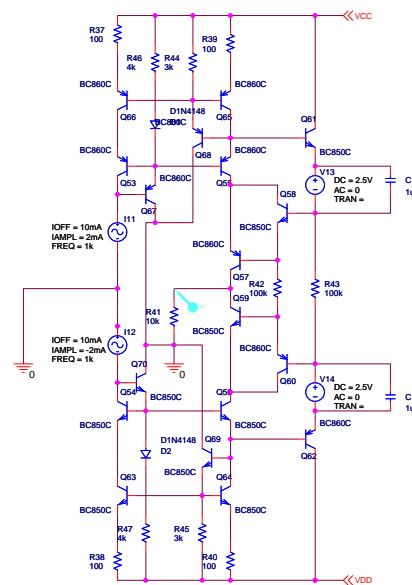 VCC
R37
100
R46
4k
R44
3k
R39
100
BC860C
BC860C
Q66
Q65
D1N4148
Q61
BC860C
Q68
BC850C
BC860C
BC860C
Q53
Q67
V13
DC = 2.5V
AC = 0
TRAN =
C
1u
Q58
BC850C
IOFF = 10mA
IAMPL = 2mA
FREQ = 1k
I11
BC860C
Q57
R42
100k
R43
100k
Q59
R41
10k
V
BC850C
0
0
IOFF = 10mA
IAMPL = -2mA
FREQ = 1k
I12
BC860C
Q60
V14
DC = 2.5V
AC = 0
TRAN =
C
1u
Q70
BC850C
Q54
BC850C
D1N4148
D2
Q69
BC850C
BC850C
BC860C
Q62
Q63
Q64
BC850C
BC850C
R47
4k
R45
3k
R38
100
R40
100
VDD